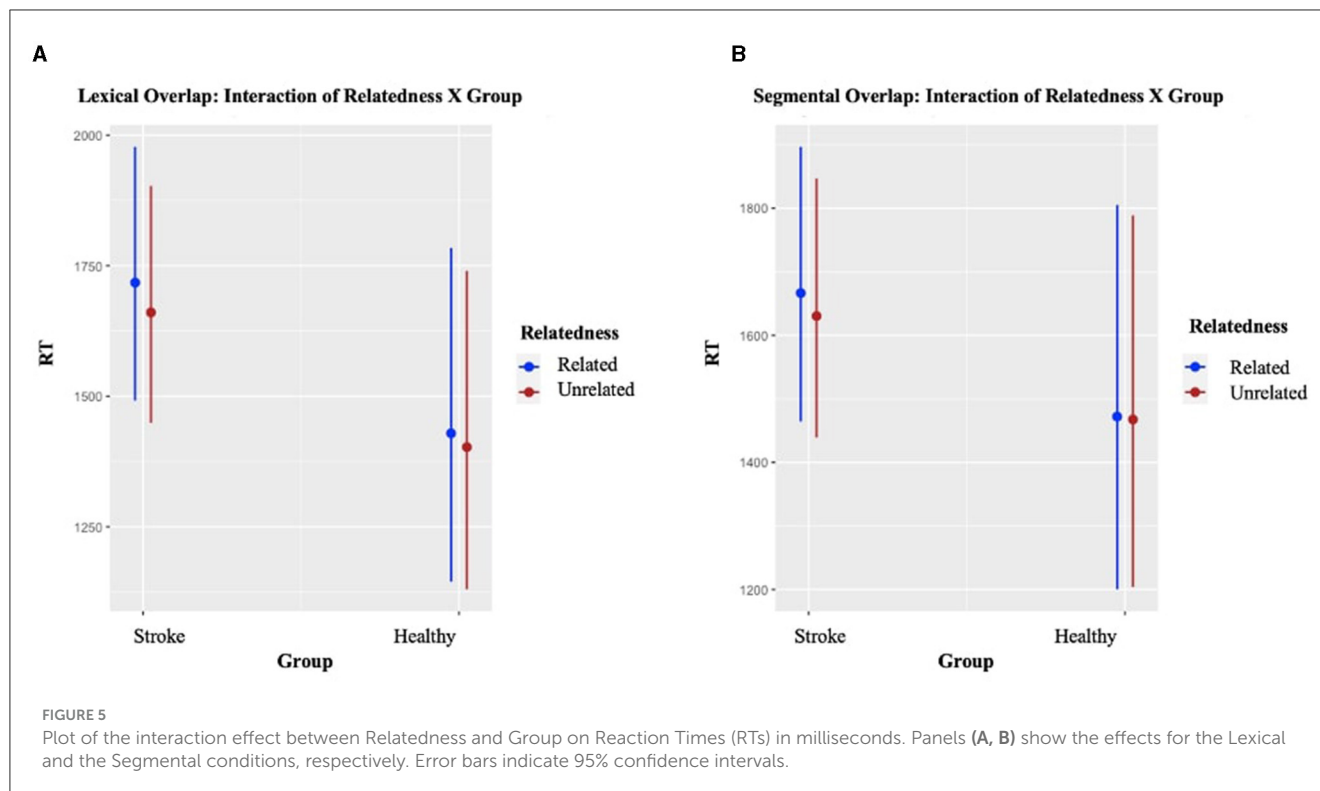 A
Lexical Overlap: Interaction of Relatedness X Group
2000
1750
1500
1250
RT
Stroke
Healthy
Group
Relatedness
Related
Unrelated
B
Segmental Overlap: Interaction of Relatedness X Group
1800
1600
1400
1200
RT
Stroke
Healthy
Group
Relatedness
Related
Unrelated
FIGURE 5
Plot of the interaction effect between Relatedness and Group on Reaction Times (RTs) in milliseconds. Panels (A, B) show the effects for the Lexical
and the Segmental conditions, respectively. Error bars indicate 95% confidence intervals.